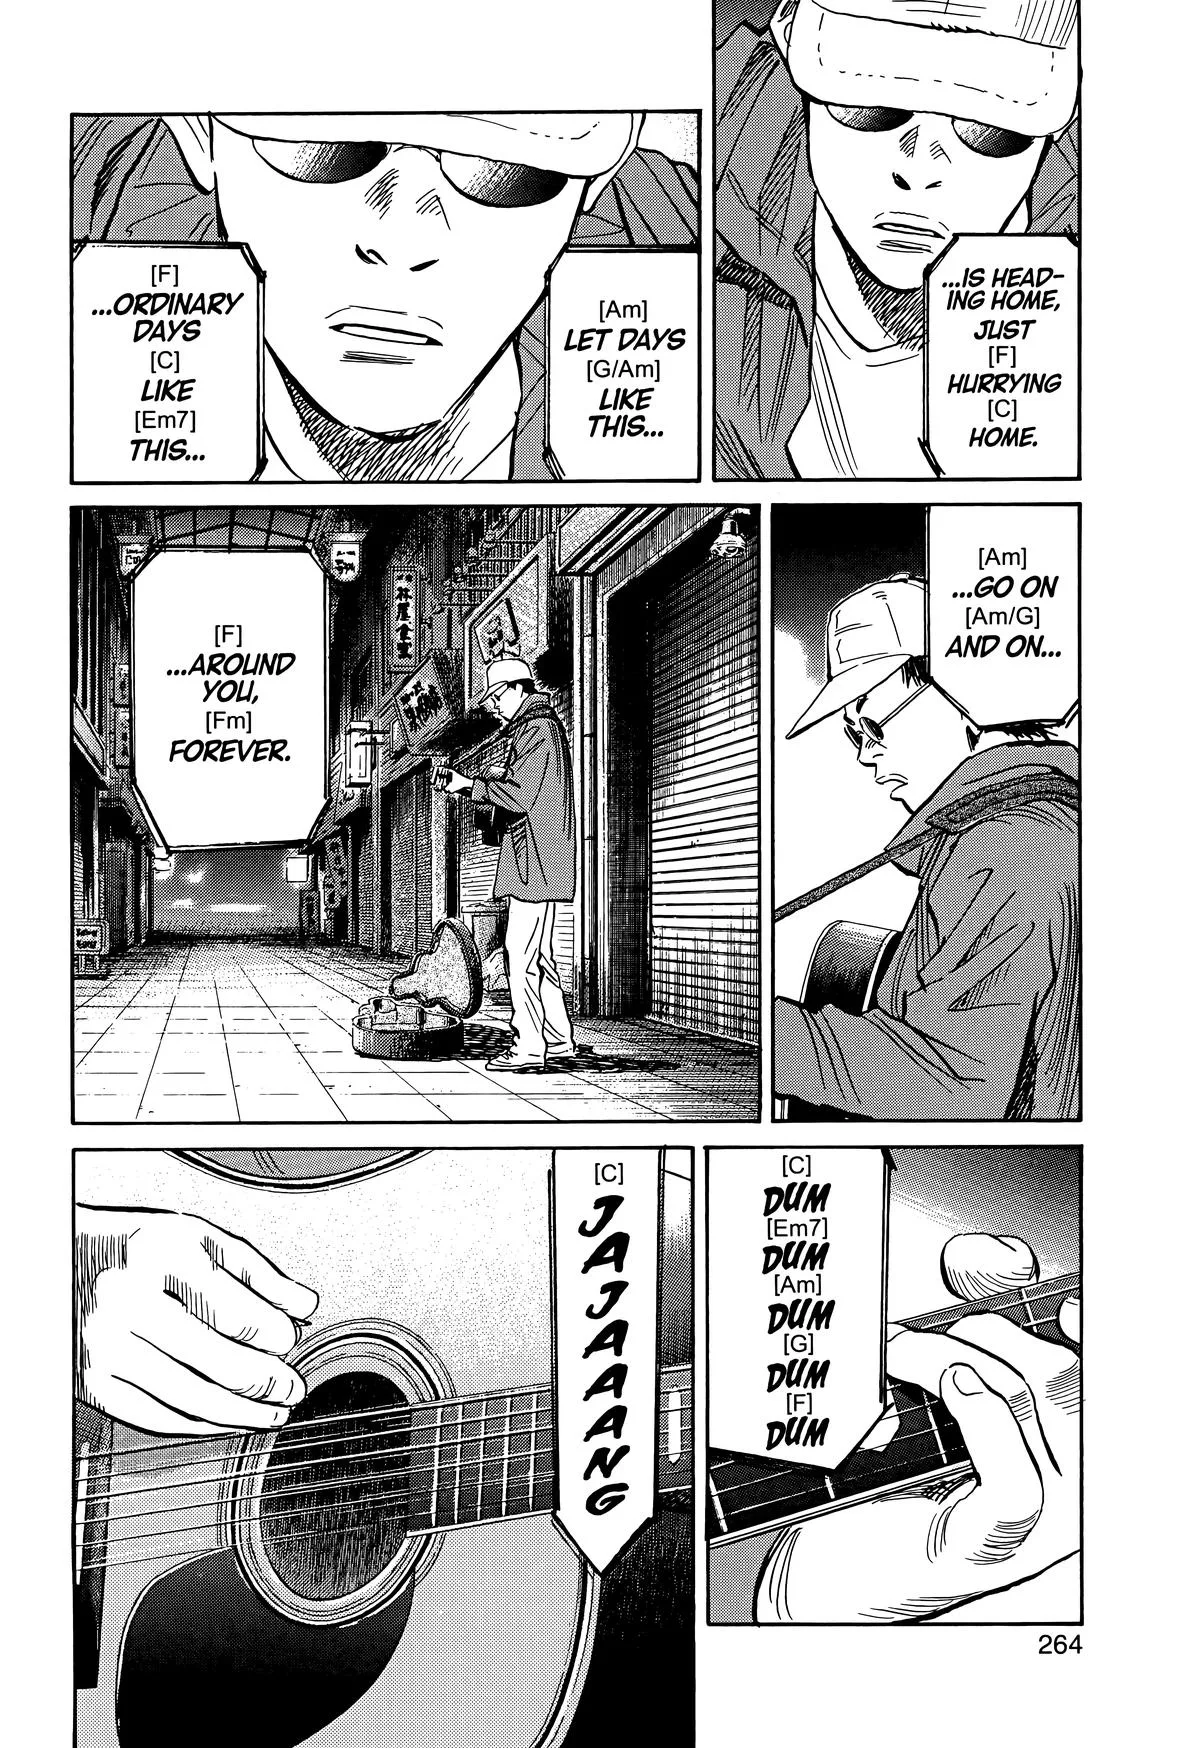 ...IS HEAD-
ING HOME,
JUST
[F]
HURRYING
[C]
HOME.
[Am]
LET DAYS
[G/Am]
LIKE
THIS...
[F]
...ORDINARY
DAYS
[C]
LIKE
[Em7]
THIS...
[Am]
...GO ON
[Am/G]
AND ON...
[F]
...AROUND
YOU,
[Fm]
FOREVER.
[C]
DUM
[Em7]
DUM
[Am]
DUM
[G]
DUM
[F]
DUM
[C]
JAJAAANG
264